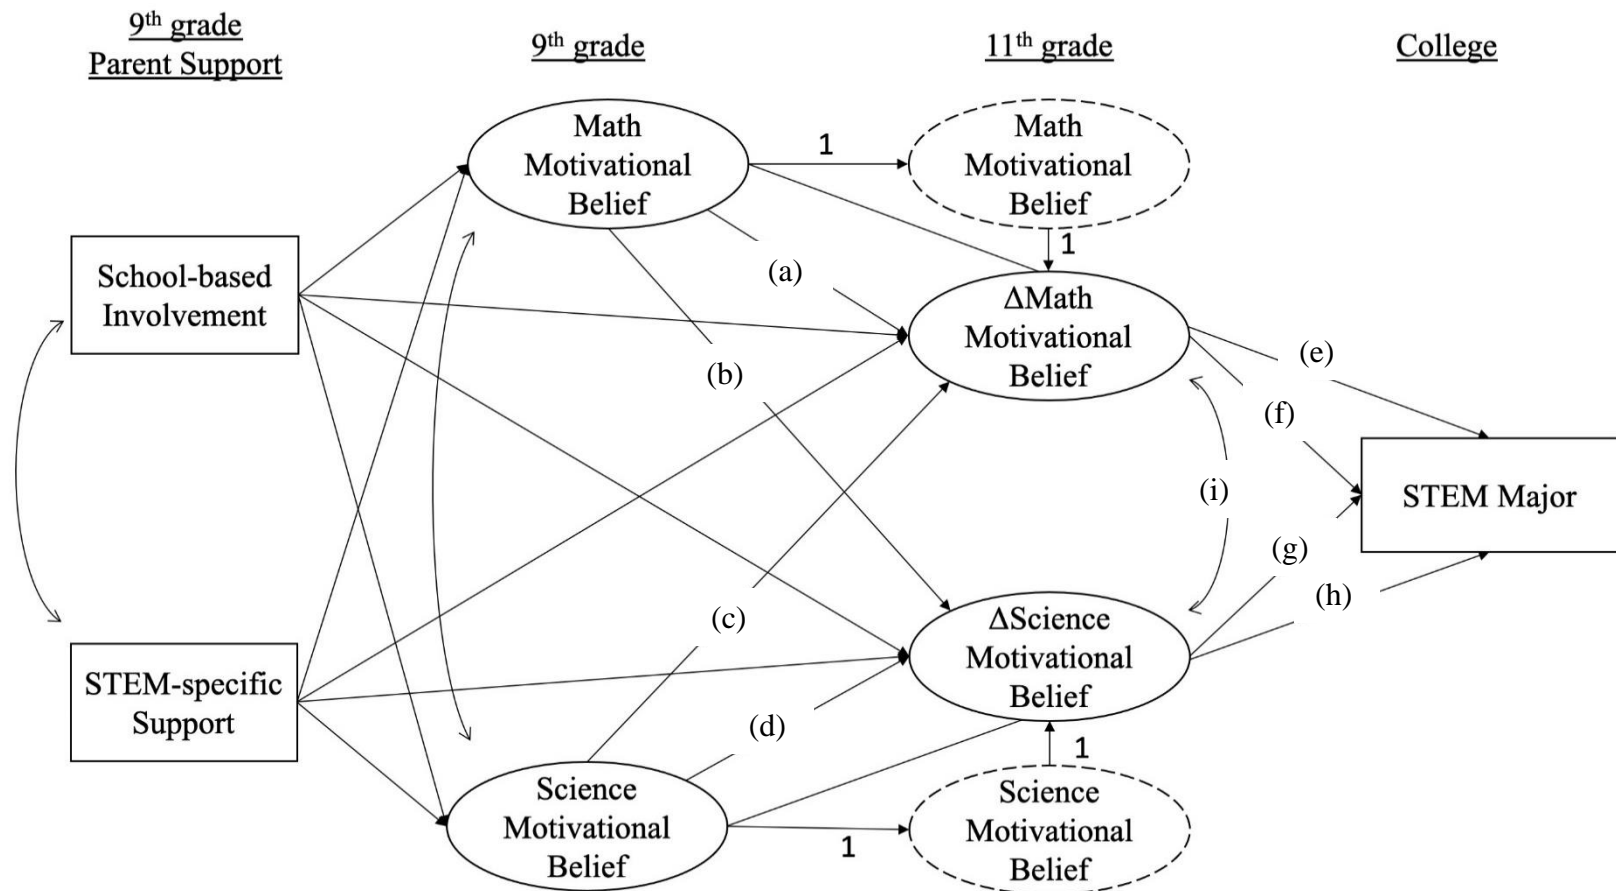 9th grade
Parent Support
9th grade
11th grade
College
Math
Motivational
Belief
1
Math
Motivational
Belief
1
School-based
Involvement
(a)
ΔMath
Motivational
Belief
(b)
(e)
(f)
(i)
STEM Major
(g)
(h)
(c)
ΔScience
Motivational
Belief
STEM-specific
Support
(d)
1
Science
Motivational
Belief
1
Science
Motivational
Belief